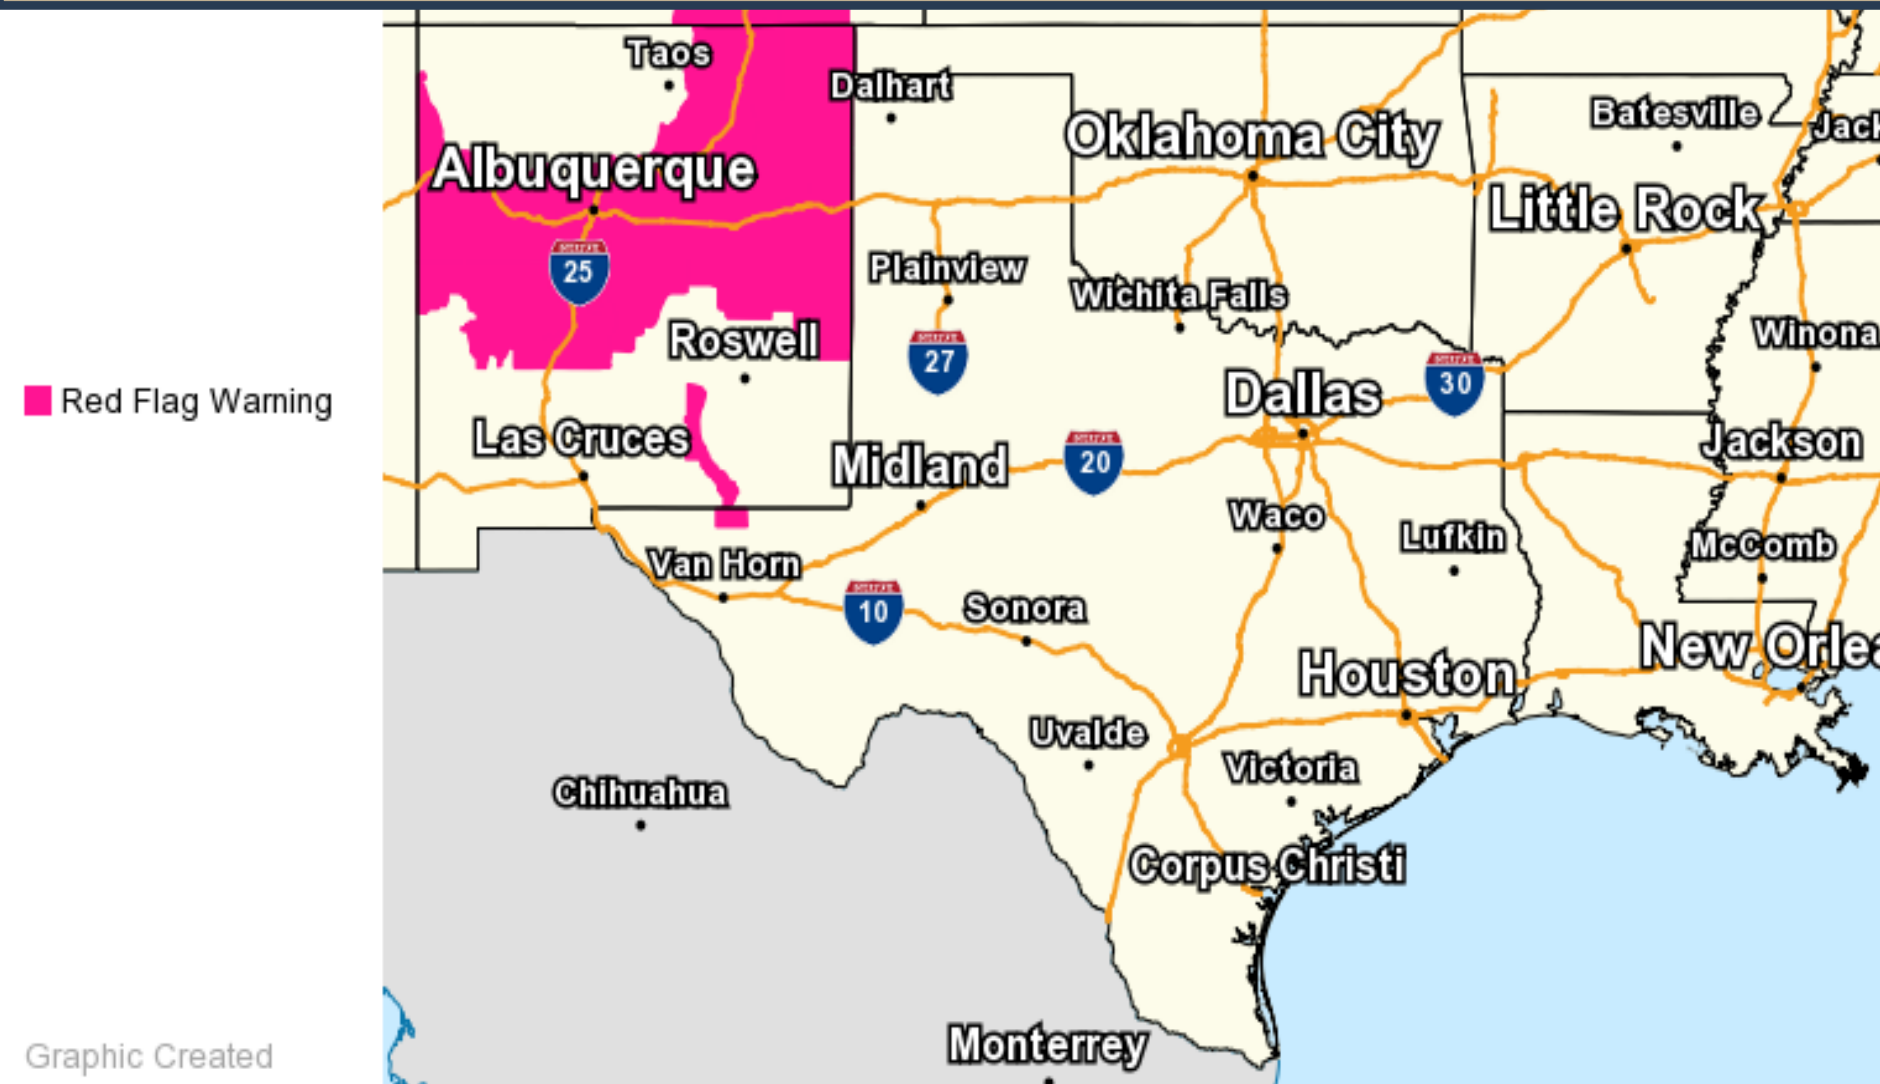 Taos
Dalhart
Oklahoma City
Batesville
Jack
Albuquerque
Little Rock
25
Plainview
Wichita Falls
Roswell
27
Winona
30
Dallas
Red Flag Warning
Las Cruces
Midland
20
Jackson
Waco
Lufkin
McComb
Van Horn
10
Sonora
New Orlea
Houston
Uvalde
Victoria
Chihuahua
Corpus Christi
Monterrey
Graphic Created